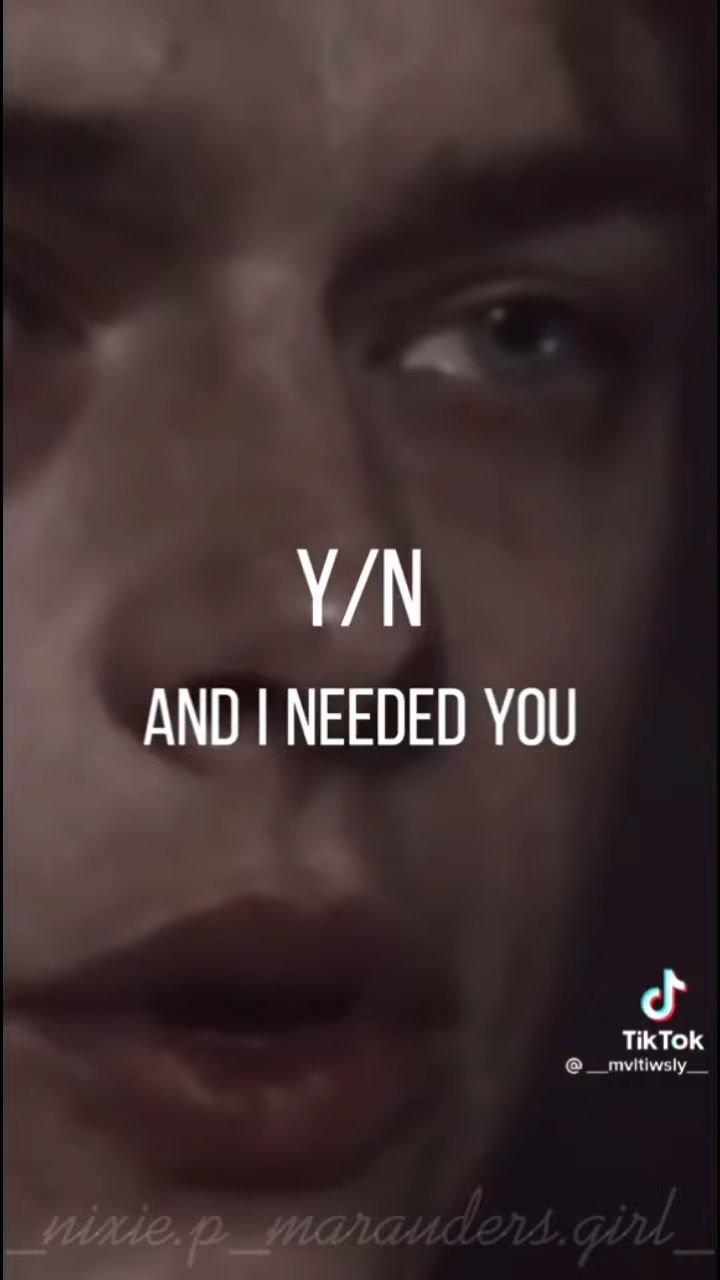 Y/N
AND I NEEDED YOU
TikTok
@__mvltiwsly__
_nixie.p_marauders.girl_